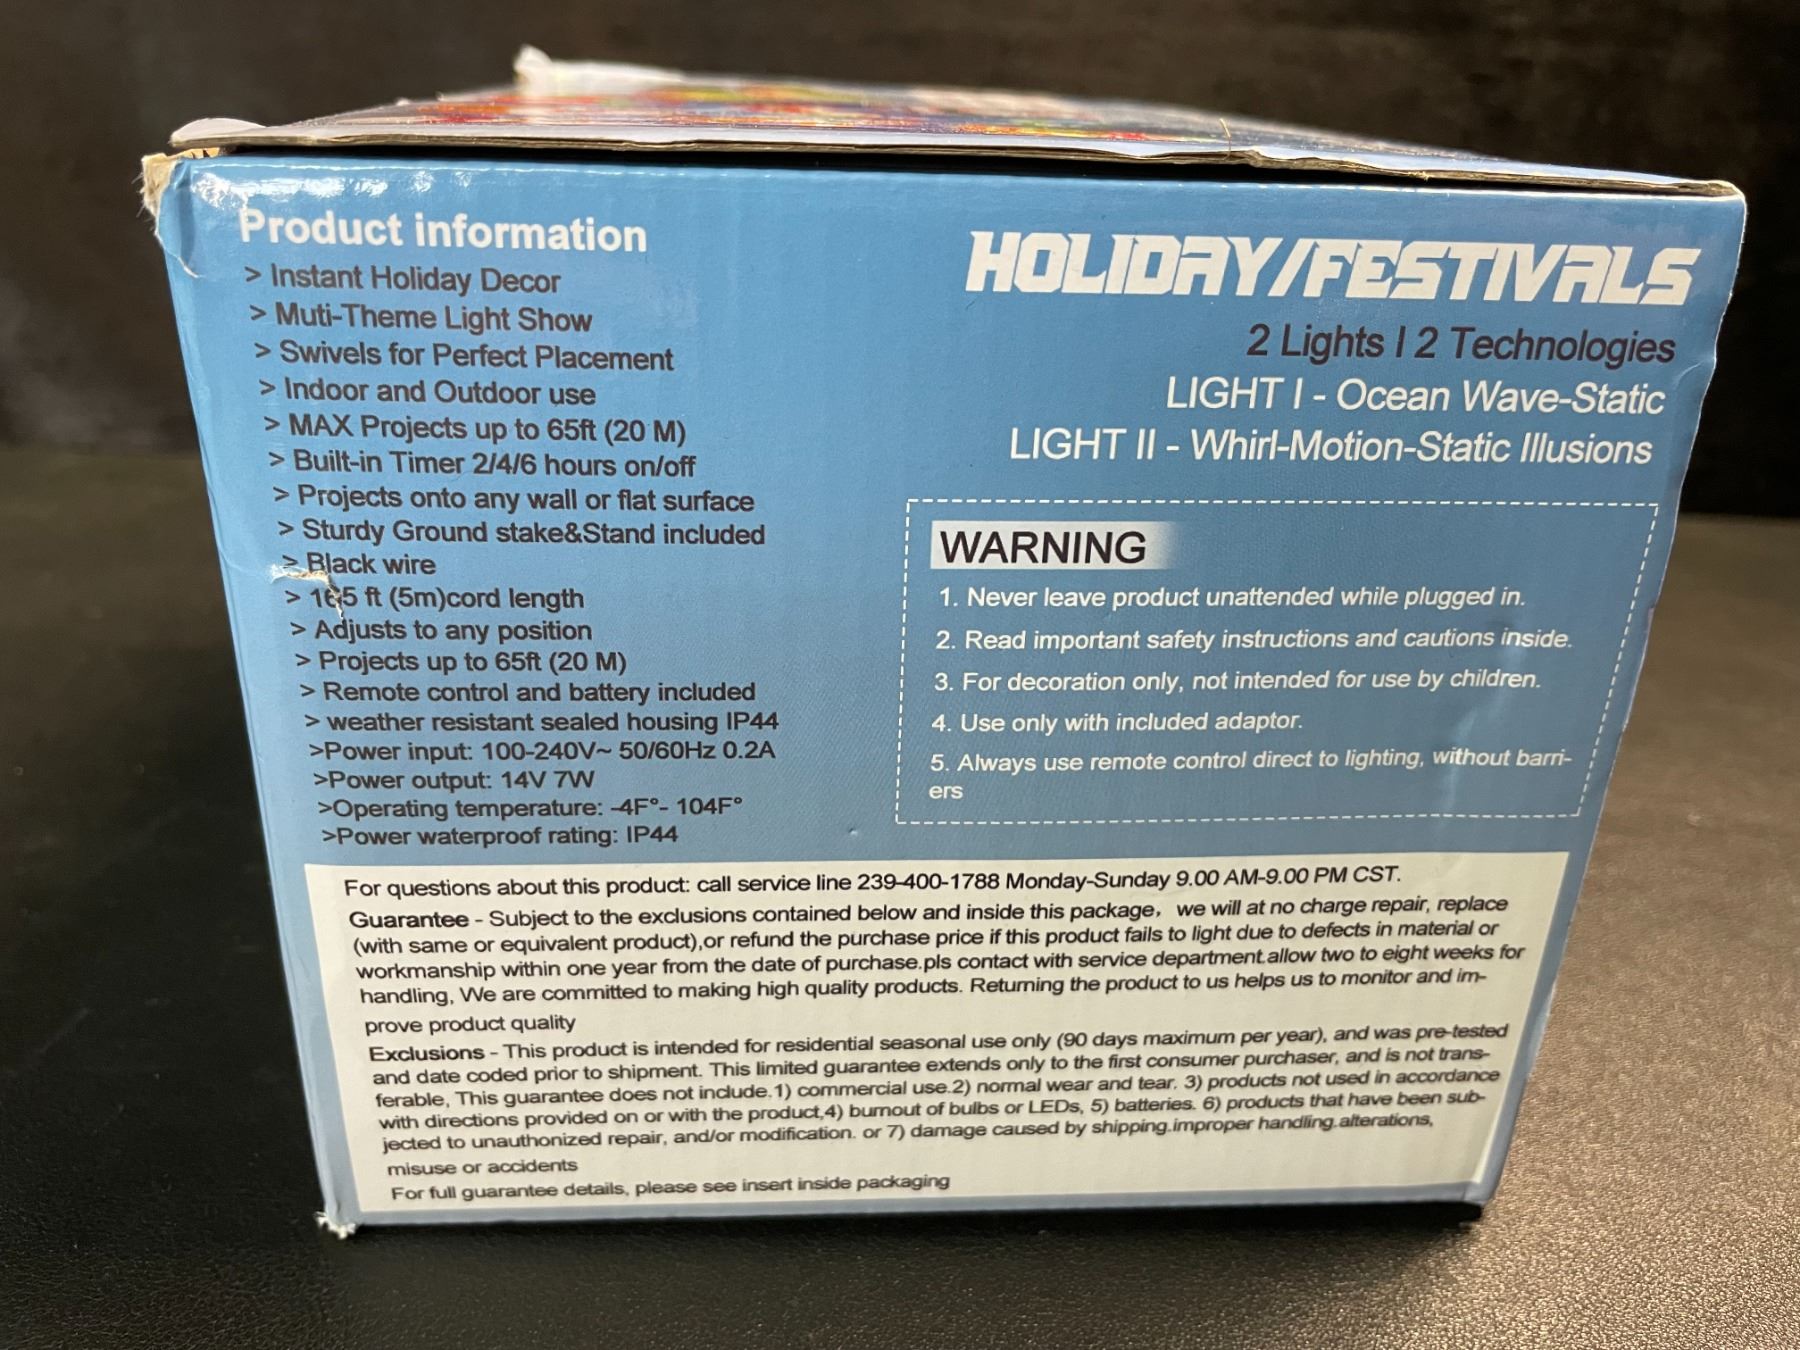 Product information
> Instant Holiday Decor
> Muti-Theme Light Show
> Swivels for Perfect Placement
> Indoor and Outdoor use
> MAX Projects up to 65ft (20 M)
> Built-in Timer 2/4/6 hours on/off
> Projects onto any wall or flat surface
> Sturdy Ground stake&Stand included
> Black wire
> 16.5 ft (5m)cord length
> Adjusts to any position
> Projects up to 65ft (20 M)
> Remote control and battery included
> weather resistant sealed housing IP44
>Power input: 100-240V~ 50/60Hz 0.2A
>Power output: 14V 7W
>Operating temperature: -4F°- 104F°
>Power waterproof rating: IP44
HOLIDAY/FESTIVALS
2 Lights I 2 Technologies
LIGHT I - Ocean Wave-Static
LIGHT II - Whirl-Motion-Static Illusions
WARNING
1. Never leave product unattended while plugged in.
2. Read important safety instructions and cautions inside.
3. For decoration only, not intended for use by children.
4. Use only with included adaptor.
5. Always use remote control direct to lighting, without barri-
ers
For questions about this product: call service line 239-400-1788 Monday-Sunday 9.00 AM-9.00 PM CST.
Guarantee - Subject to the exclusions contained below and inside this package, we will at no charge repair, replace
(with same or equivalent product),or refund the purchase price if this product fails to light due to defects in material or
workmanship within one year from the date of purchase.pls contact with service department.allow two to eight weeks for
handling, We are committed to making high quality products. Returning the product to us helps us to monitor and im-
prove product quality
Exclusions - This product is intended for residential seasonal use only (90 days maximum per year), and was pre-tested
and date coded prior to shipment. This limited guarantee extends only to the first consumer purchaser, and is not trans-
ferable, This guarantee does not include.1) commercial use.2) normal wear and tear. 3) products not used in accordance
with directions provided on or with the product,4) burnout of bulbs or LEDs, 5) batteries. 6) products that have been sub-
jected to unauthonized repair, and/or modification. or 7) damage caused by shipping.improper handling.alterations,
misuse or accidents
For full guarantee details, please see insert inside packaging